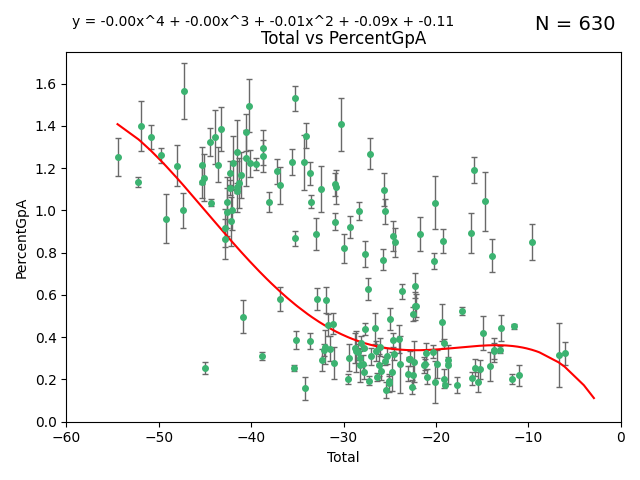 y = -0.00x^4 + -0.00x^3 + -0.01x^2 + -0.09x + -0.11
N = 630
Total vs PercentGpA
PercentGpA
1.6
1.4
1.2
1.0
0.8
0.6
0.4
0.2
0.0
−60 −50 −40 −30 −20 −10 0
Total